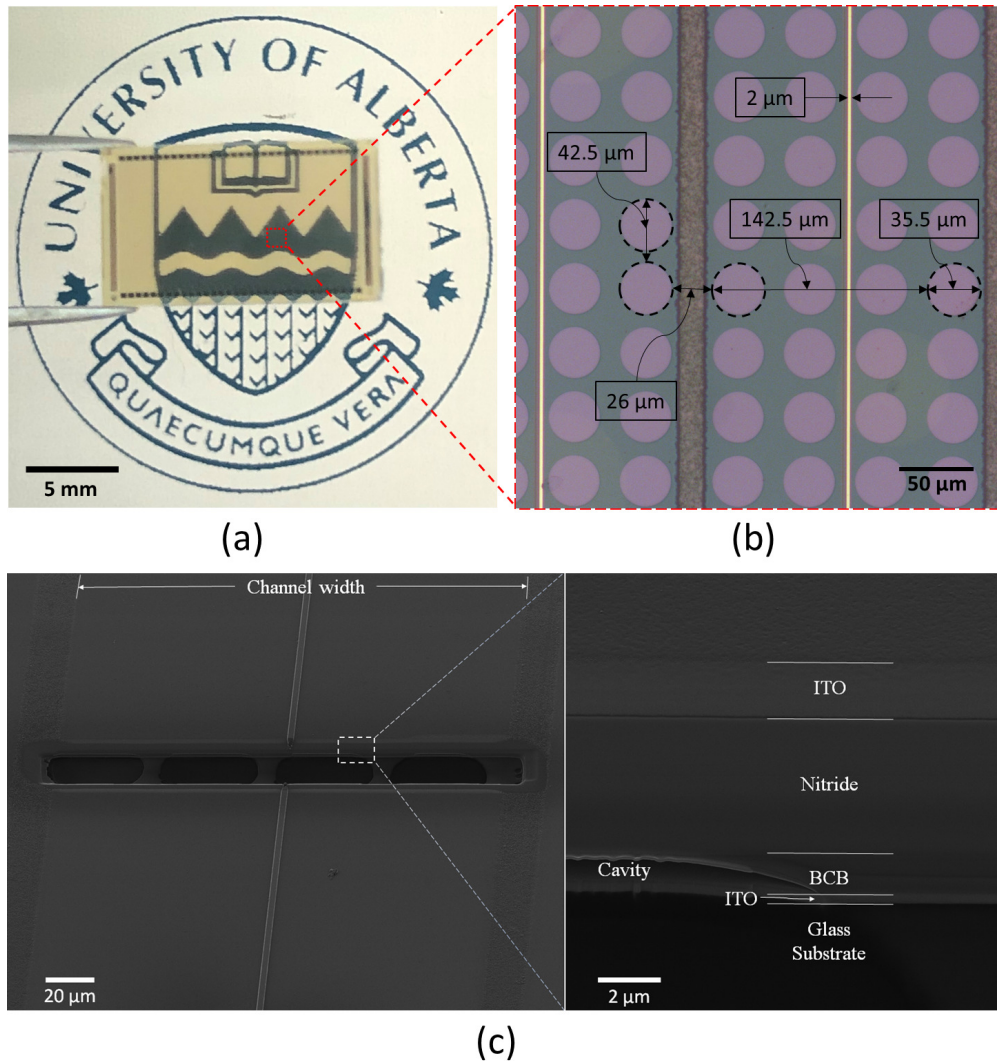 UNIVERSITY OF ALBERTA
QUAECUMQUE VERA
5 mm
(a)
2 µm
42.5 µm
142.5 µm
35.5 µm
26 µm
50 µm
(b)
Channel width
20 µm
ITO
Nitride
Cavity
BCB
ITO
Glass
Substrate
2 µm
(c)